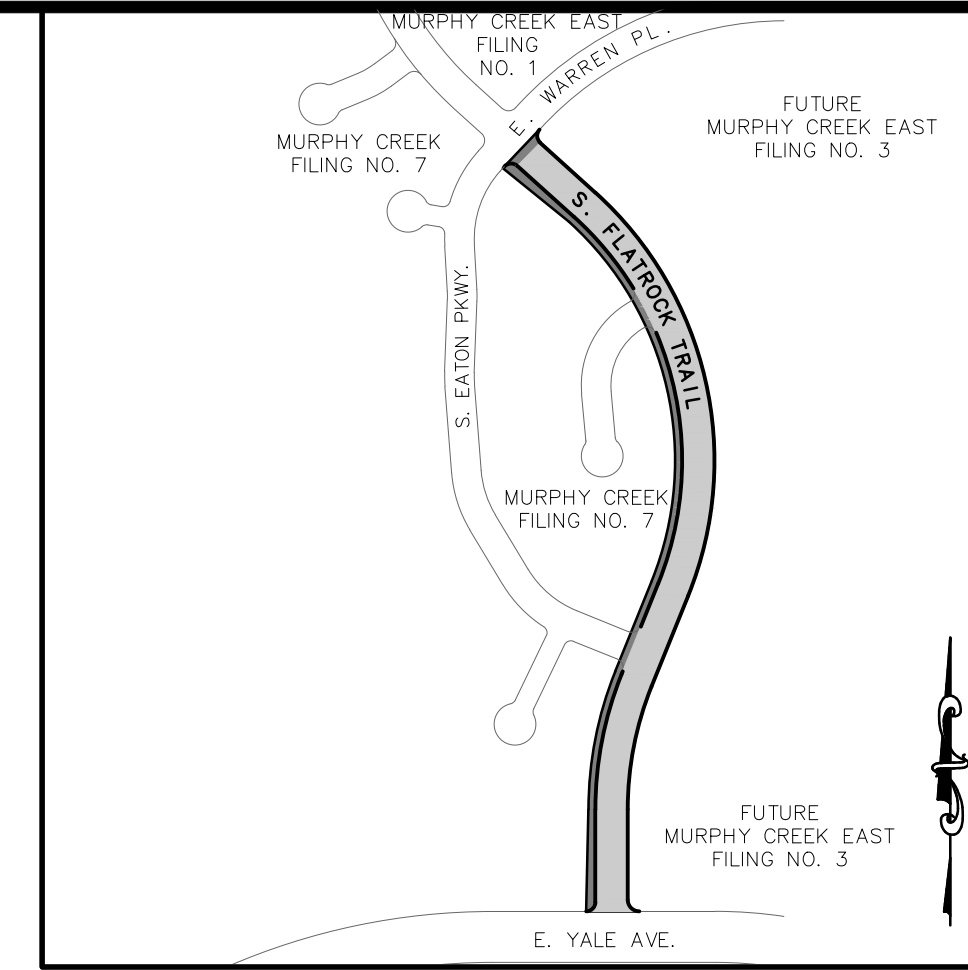 MURPHY CREEK EAST
FILING
NO. 1
E. WARREN PL.
FUTURE
MURPHY CREEK EAST
FILING NO. 3
MURPHY CREEK
FILING NO. 7
S. FLATROCK TRAIL
S. EATON PKWY.
MURPHY CREEK
FILING NO. 7
FUTURE
MURPHY CREEK EAST
FILING NO. 3
E. YALE AVE.